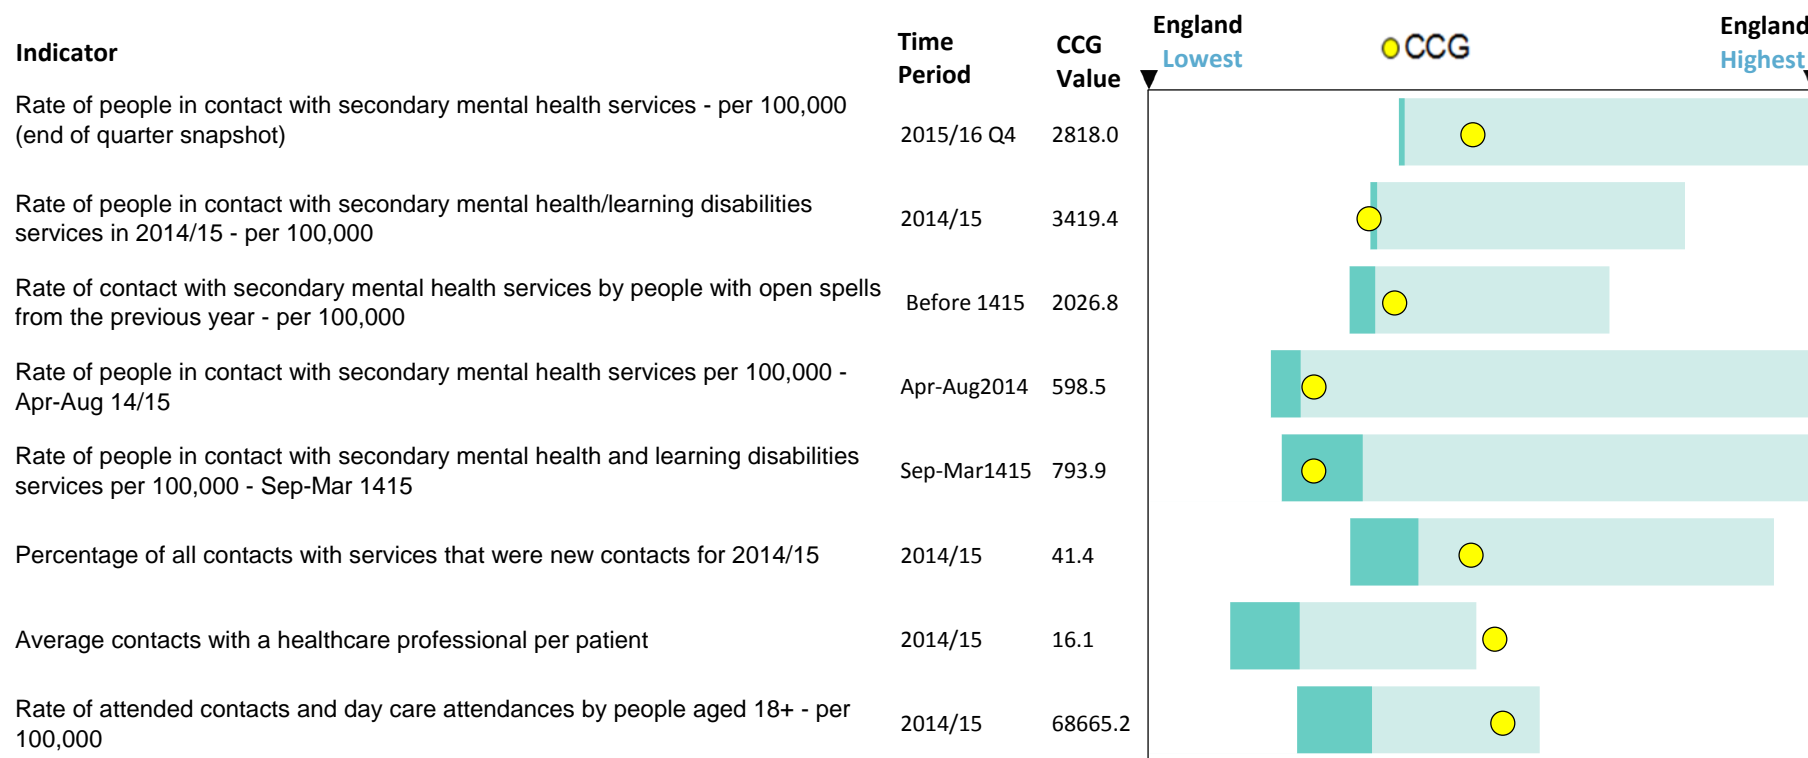 England
England
Indicator
Time Period
CCG Value
Lowest
CCG
Highest
Rate of people in contact with secondary mental health services - per 100,000
(end of quarter snapshot)
2015/16 Q4
2818.0
Rate of people in contact with secondary mental health/learning disabilities
services in 2014/15 - per 100,000
2014/15
3419.4
Rate of contact with secondary mental health services by people with open spells
from the previous year - per 100,000
Before 1415
2026.8
Rate of people in contact with secondary mental health services per 100,000 -
Apr-Aug 14/15
Apr-Aug2014
598.5
Rate of people in contact with secondary mental health and learning disabilities
services per 100,000 - Sep-Mar 1415
Sep-Mar1415
793.9
Percentage of all contacts with services that were new contacts for 2014/15
2014/15
41.4
Average contacts with a healthcare professional per patient
2014/15
16.1
Rate of attended contacts and day care attendances by people aged 18+ - per
100,000
2014/15
68665.2